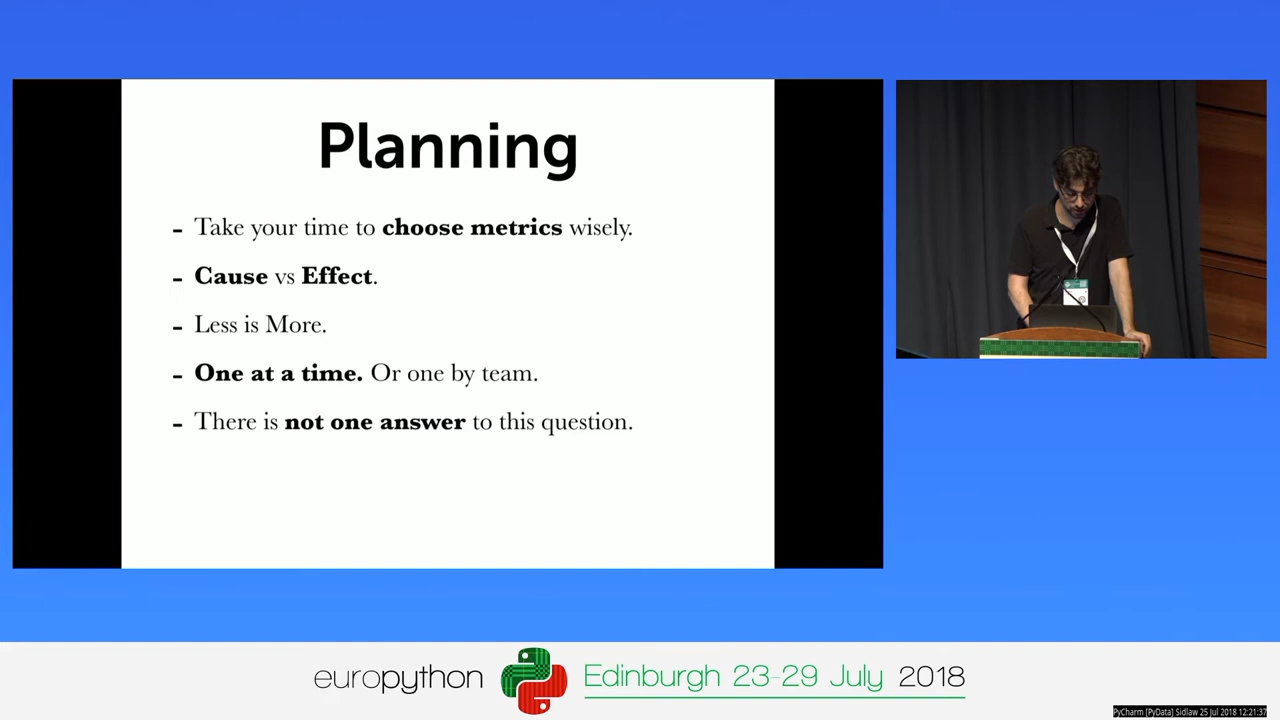 Planning
- Take your time to choose metrics wisely.
- Cause vs Effect.
- Less is More.
- One at a time. Or one by team.
- There is not one answer to this question.
europython Edinburgh 23-29 July 2018
PyCharm [PyData] Sidlaw 25 Jul 2018 12:21:37